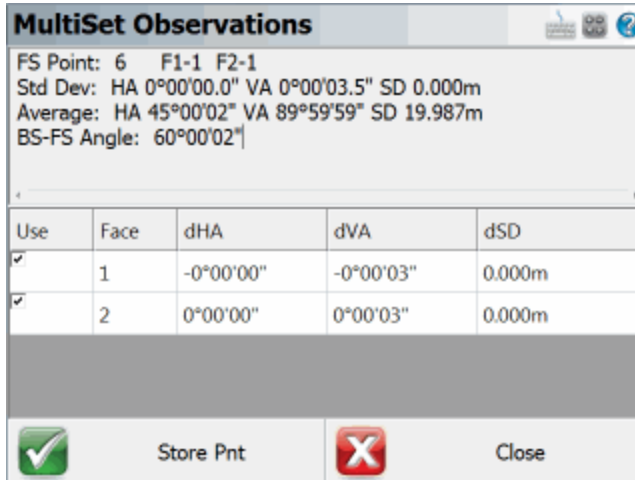 MultiSet Observations
FS Point: 6 F1-1 F2-1
Std Dev: HA 0°00'00.0" VA 0°00'03.5" SD 0.000m
Average: HA 45°00'02" VA 89°59'59" SD 19.987m
BS-FS Angle: 60°00'02"
Use Face dHA dVA dSD
1 -0°00'00" -0°00'03" 0.000m
2 0°00'00" 0°00'03" 0.000m
Store Pnt Close